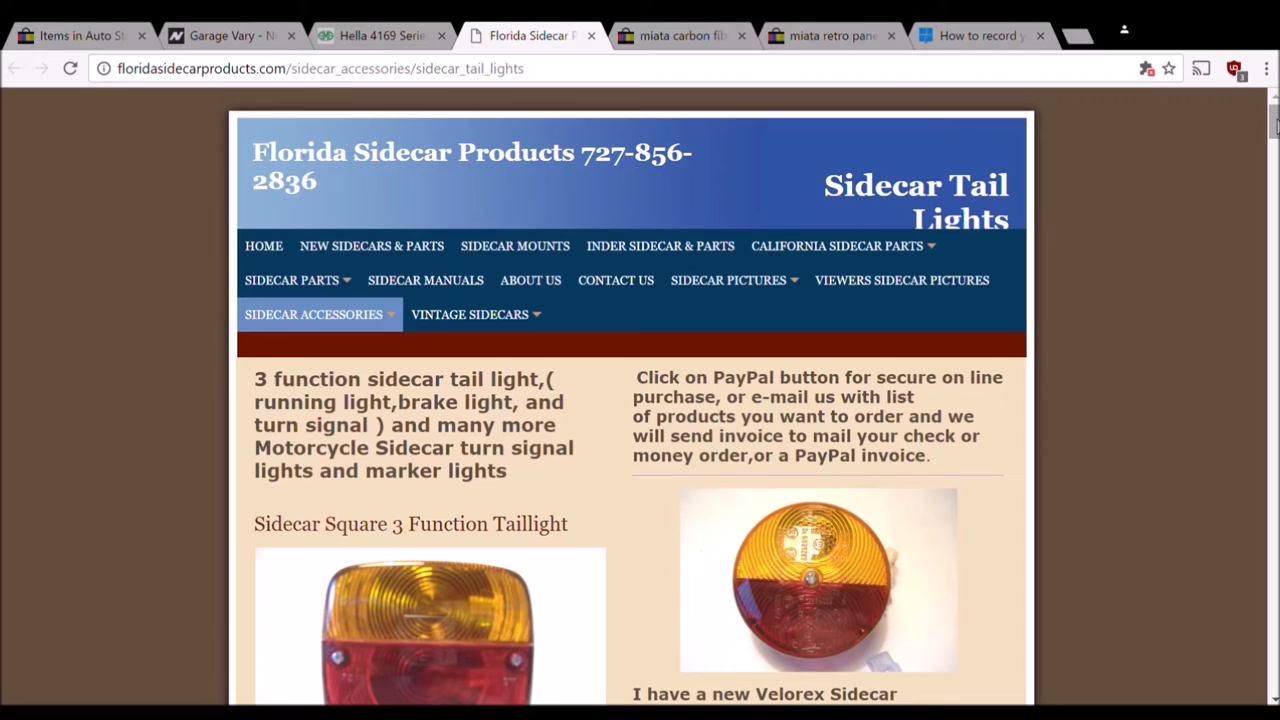 Items in Auto St
Garage Vary - N
Hella 4169 Serie
Florida Sidecar P
miata carbon fib
miata retro pane
How to record y
floridasidecarproducts.com/sidecar_accessories/sidecar_tail_lights
3
Florida Sidecar Products 727-856-
2836
Sidecar Tail
Lights
HOME NEW SIDECARS & PARTS SIDECAR MOUNTS INDER SIDECAR & PARTS CALIFORNIA SIDECAR PARTS
SIDECAR PARTS SIDECAR MANUALS ABOUT US CONTACT US SIDECAR PICTURES VIEWERS SIDECAR PICTURES
SIDECAR ACCESSORIES VINTAGE SIDECARS
3 function sidecar tail light,(
running light,brake light, and
turn signal ) and many more
Motorcycle Sidecar turn signal
lights and marker lights
Sidecar Square 3 Function Taillight
Click on PayPal button for secure on line
purchase, or e-mail us with list
of products you want to order and we
will send invoice to mail your check or
money order,or a PayPal invoice.
I have a new Velorex Sidecar